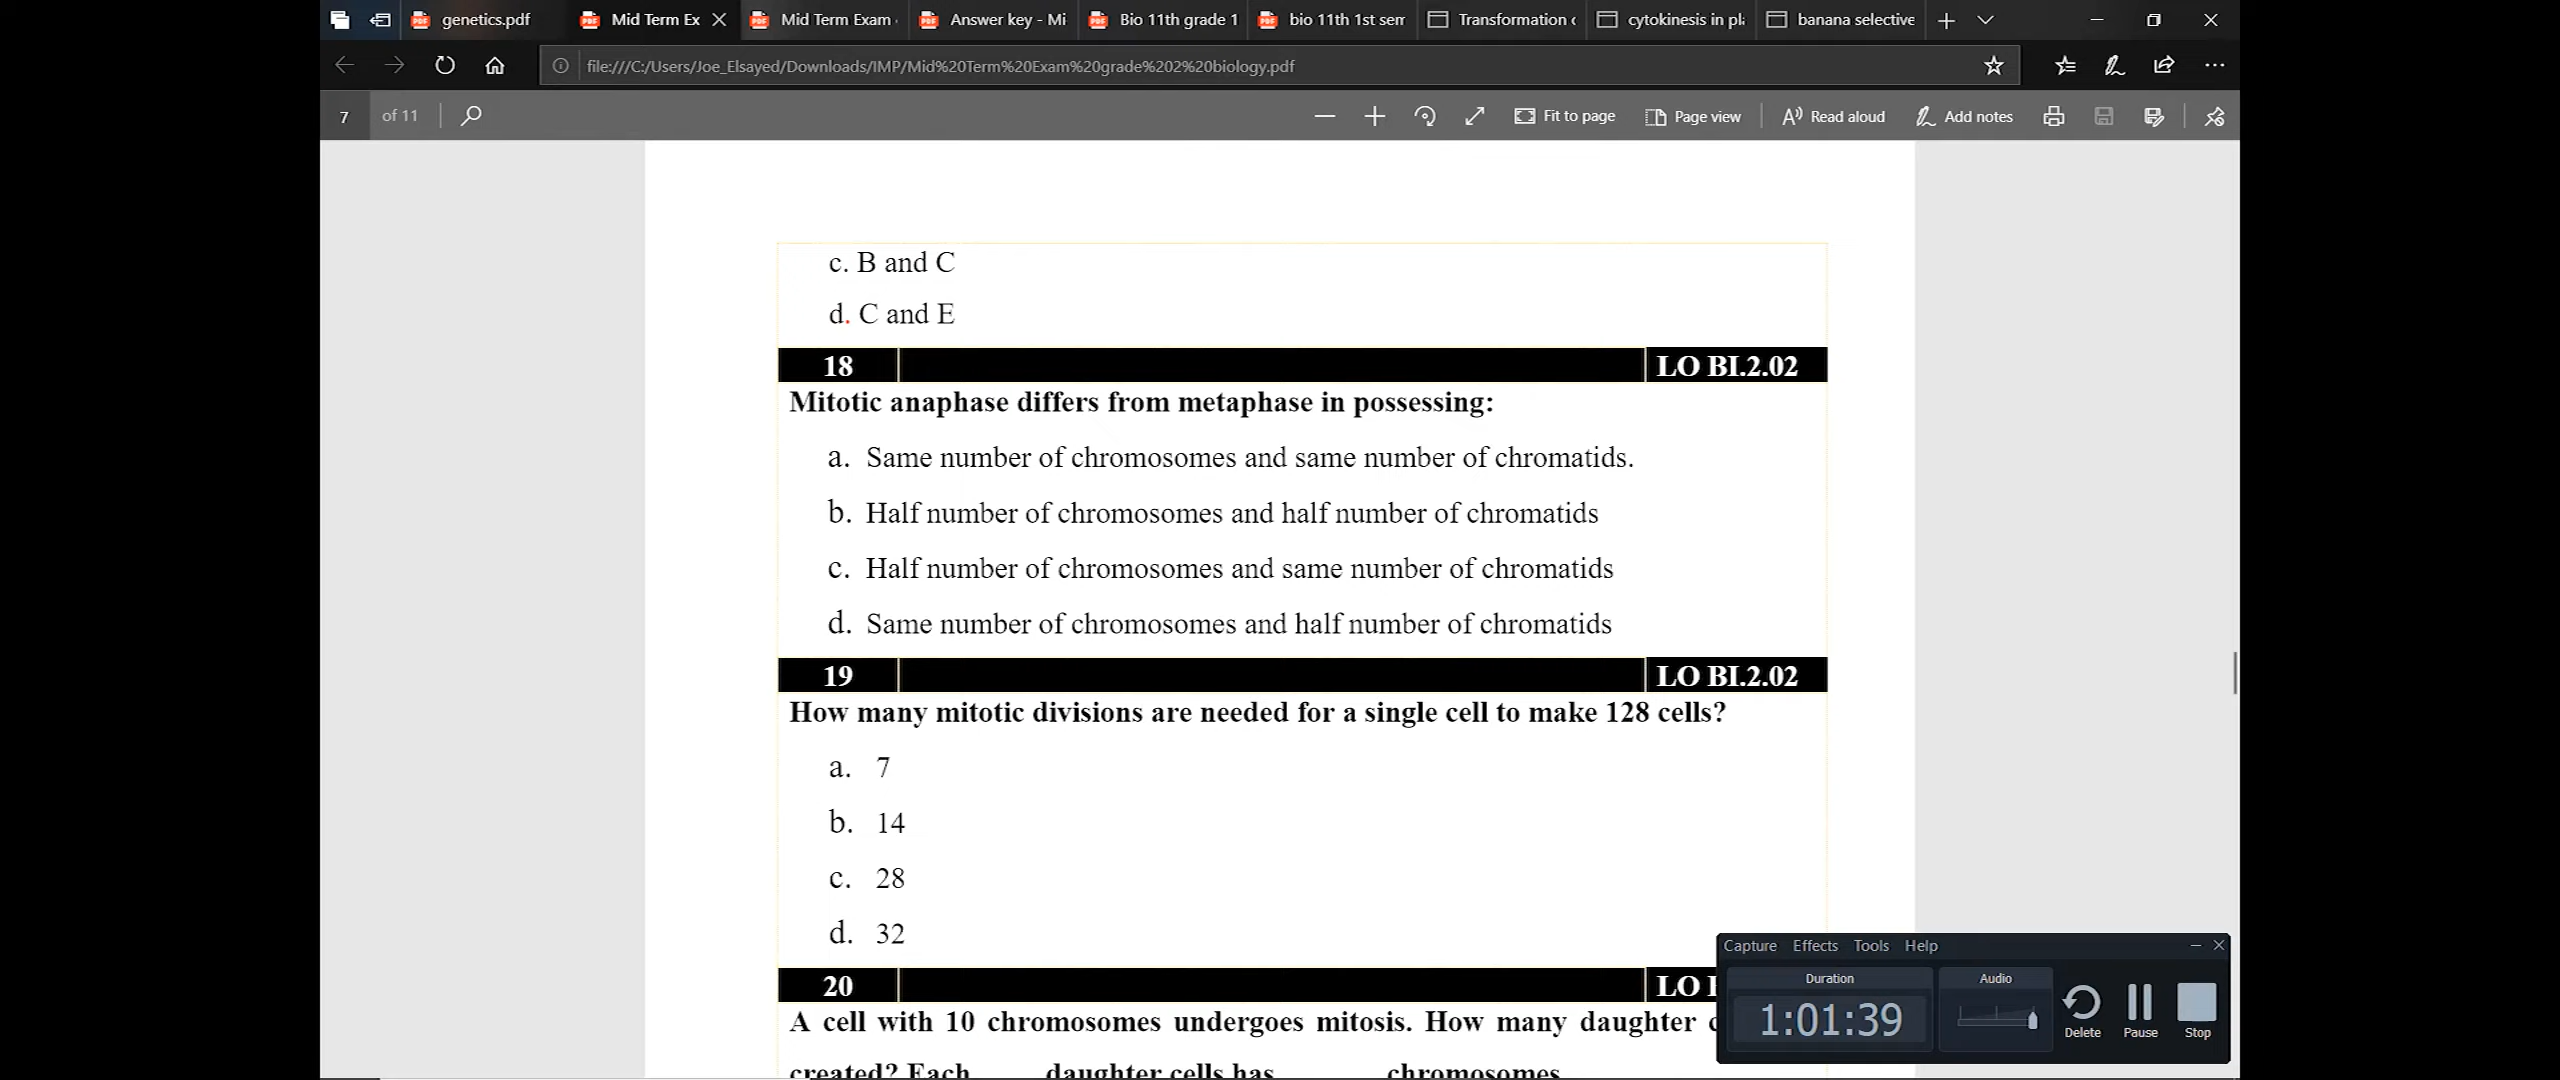 genetics.pdf
Mid Term Ex
Mid Term Exam
Answer key - Mi
Bio 11th grade 1
bio 11th 1st sem
Transformation
cytokinesis in pl
banana selective
file:///C:/Users/Joe_Elsayed/Downloads/IMP/Mid%20Term%20Exam%20grade%202%20biology.pdf
7 of 11
Fit to page
Page view
Read aloud
Add notes
c. B and C
d. C and E
18 LO BI.2.02
Mitotic anaphase differs from metaphase in possessing:
a. Same number of chromosomes and same number of chromatids.
b. Half number of chromosomes and half number of chromatids
c. Half number of chromosomes and same number of chromatids
d. Same number of chromosomes and half number of chromatids
19 LO BI.2.02
How many mitotic divisions are needed for a single cell to make 128 cells?
a. 7
b. 14
c. 28
d. 32
20 LO
A cell with 10 chromosomes undergoes mitosis. How many daughter
created? Each daughter cells has chromosomes
Capture Effects Tools Help
Duration
Audio
1:01:39
Delete
Pause
Stop